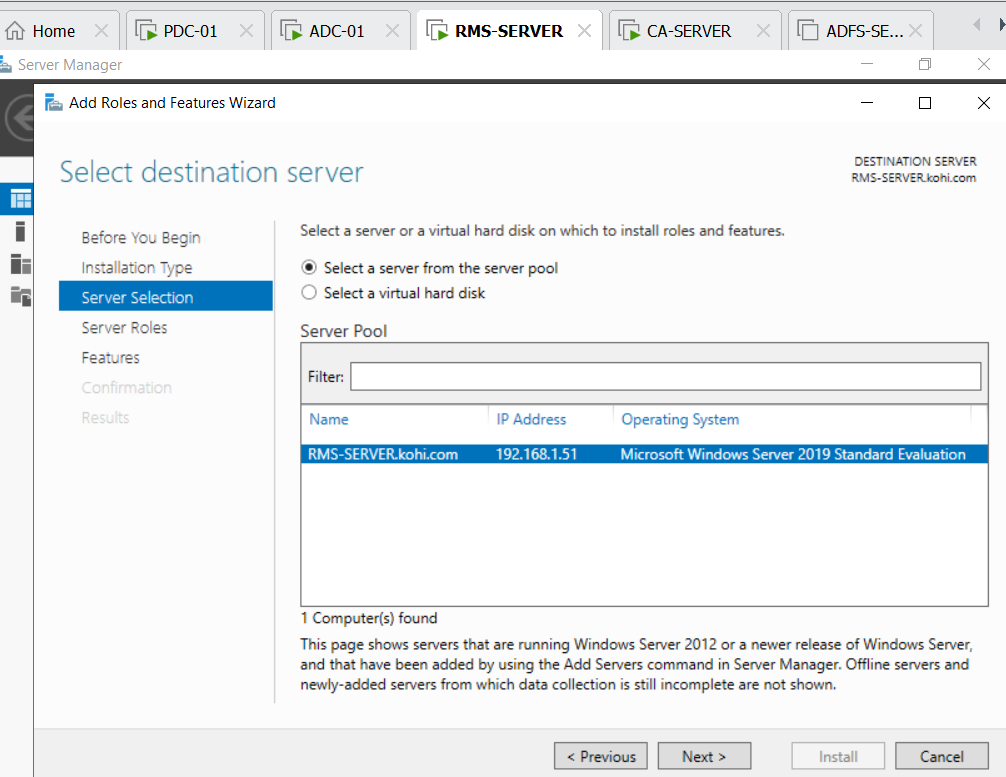 Home
PDC-01
ADC-01
RMS-SERVER
CA-SERVER
ADFS-SE...
Server Manager
Add Roles and Features Wizard
Select destination server
DESTINATION SERVER
RMS-SERVER.kohi.com
Before You Begin
Installation Type
Server Selection
Server Roles
Features
Confirmation
Results
Select a server or a virtual hard disk on which to install roles and features.
Select a server from the server pool
Select a virtual hard disk
Server Pool
Filter:
Name IP Address Operating System
RMS-SERVER.kohi.com 192.168.1.51 Microsoft Windows Server 2019 Standard Evaluation
1 Computer(s) found
This page shows servers that are running Windows Server 2012 or a newer release of Windows Server,
and that have been added by using the Add Servers command in Server Manager. Offline servers and
newly-added servers from which data collection is still incomplete are not shown.
< Previous
Next >
Install
Cancel